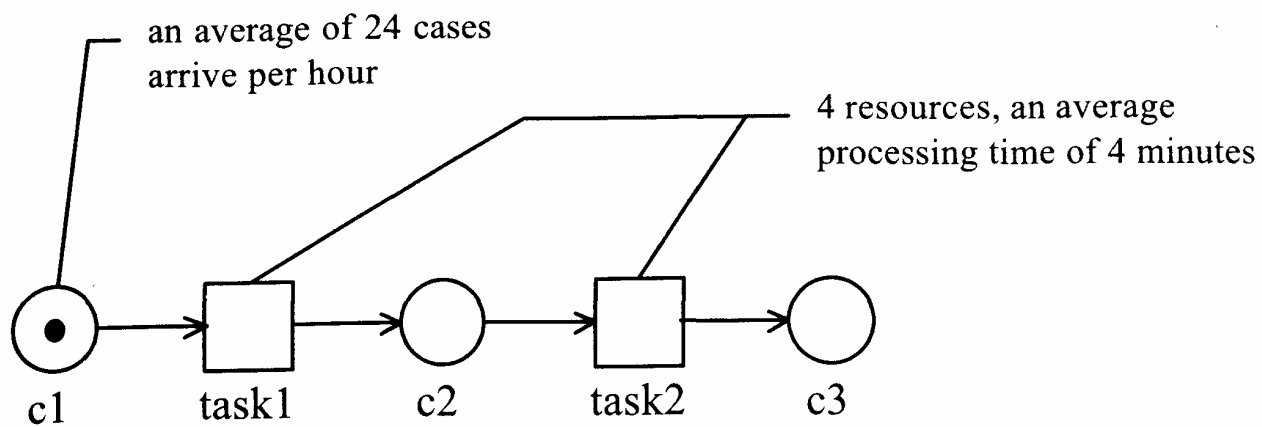 an average of 24 cases
arrive per hour
4 resources, an average
processing time of 4 minutes
c1
task1
c2
task2
c3